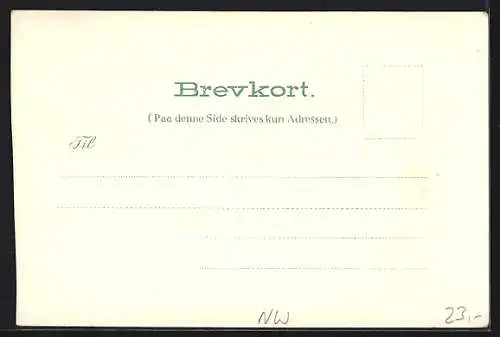 Brevkort.
(Paa denne Side skrives kun Adressen.)
Til
NW
23,-